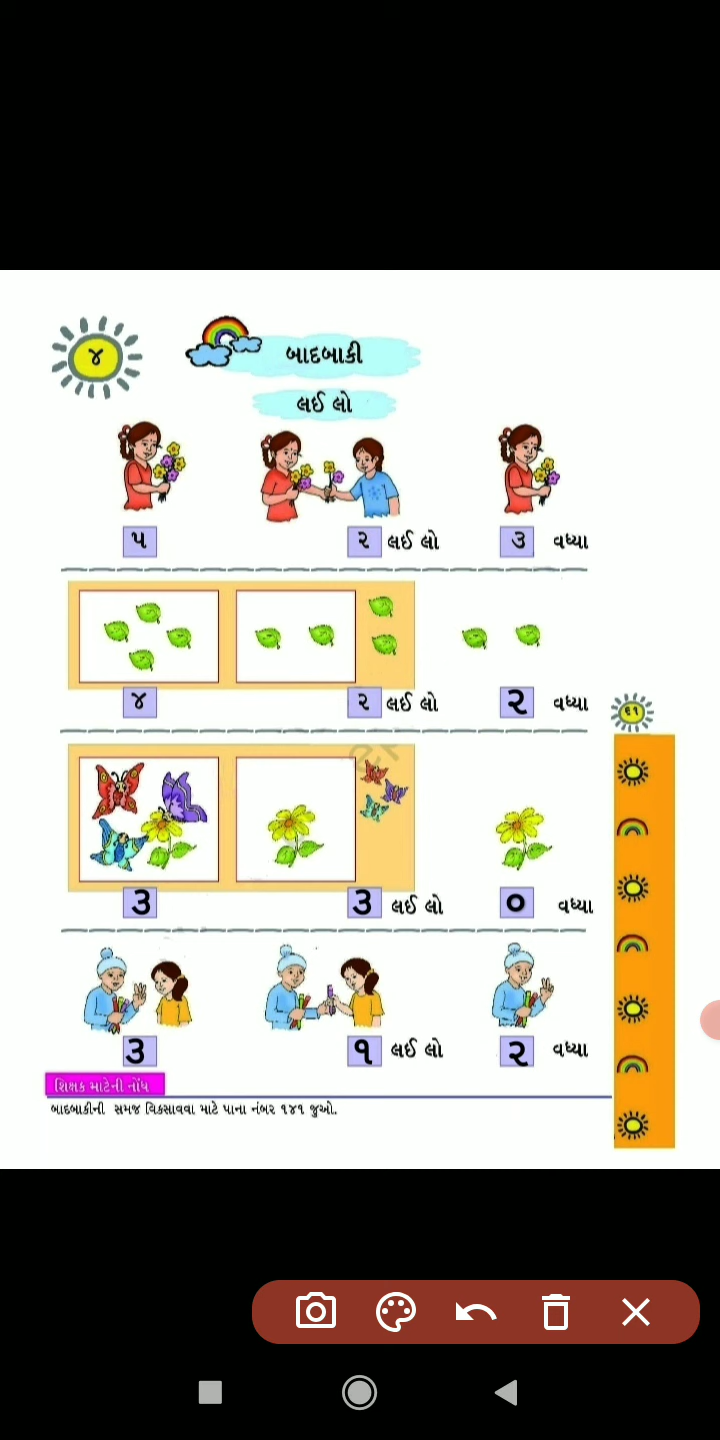 ૪
બાદબાકી
લઈ લો
૫ ૨ લઈ લો ૩ વધ્યા
૪ ૨ લઈ લો ૨ વધ્યા
૬૧
૩ ૩ લઈ લો ૦ વધ્યા
૩ ૧ લઈ લો ૨ વધ્યા
શિક્ષક માટેની નોંધ
બાદબાકીની સમજ વિકસાવવા માટે પાના નંબર ૧૪૧ જુઓ.